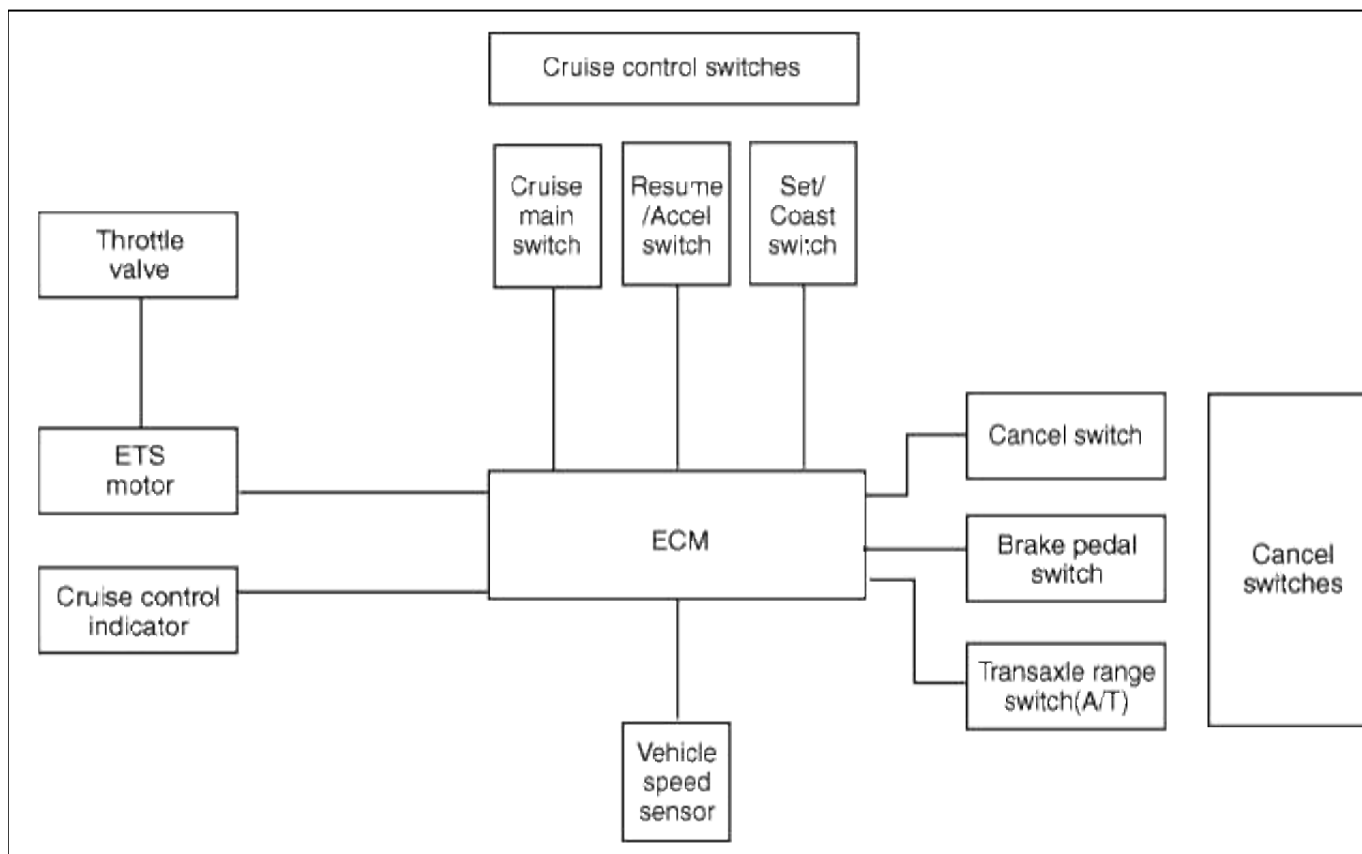 Cruise control switches
Cruise
main
switch
Resume
/Accel
switch
Set/
Coast
switch
Throttle
valve
ETS
motor
Cruise control
indicator
ECM
Cancel switch
Brake pedal
switch
Transaxle range
switch(A/T)
Cancel
switches
Vehicle
speed
sensor